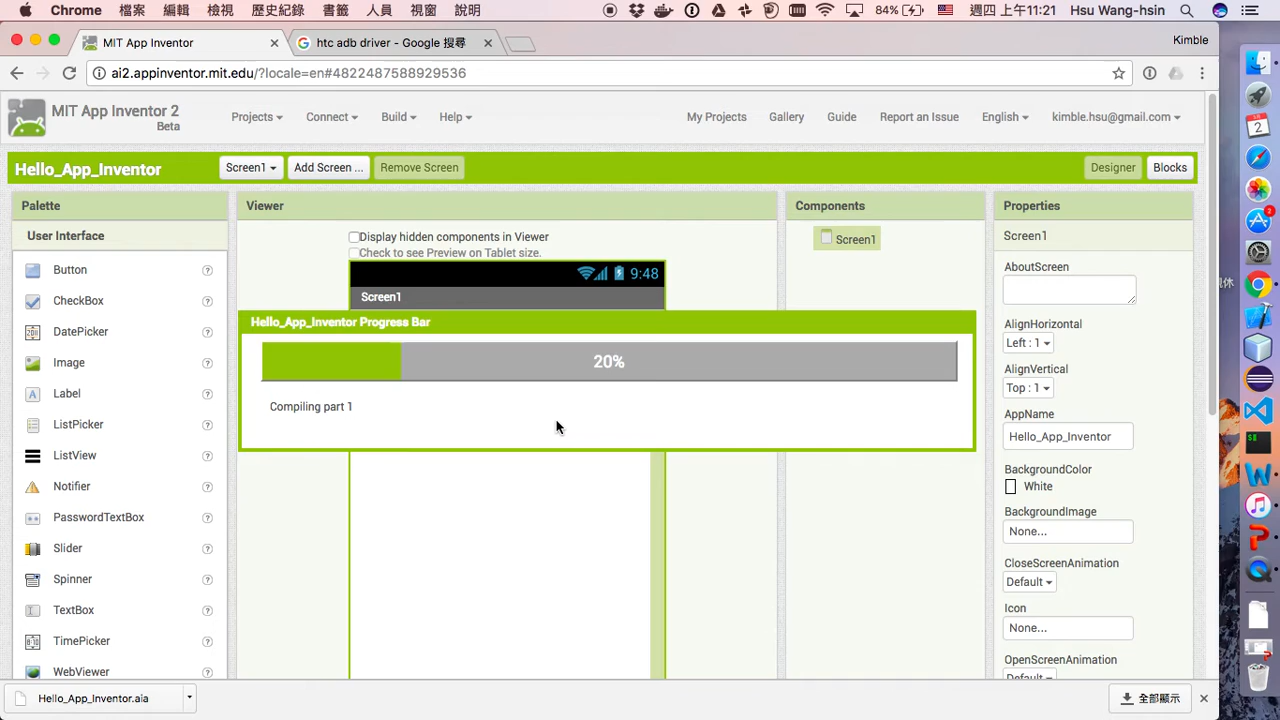 Chrome 檔案 編輯 檢視 歷史紀錄 書籤 人員 視窗 說明 84% 週四 上午11:21 Hsu Wang-hsin
MIT App Inventor
htc adb driver - Google 搜尋
Kimble
ai2.appinventor.mit.edu/?locale=en#4822487588929536
MIT App Inventor 2
Beta
Projects Connect Build Help My Projects Gallery Guide Report an Issue English kimble.hsu@gmail.com
Hello_App_Inventor Screen1 Add Screen ... Remove Screen Designer Blocks
Palette
User Interface
Button ?
CheckBox ?
DatePicker ?
Image ?
Label ?
ListPicker ?
ListView ?
Notifier ?
PasswordTextBox ?
Slider ?
Spinner ?
TextBox ?
TimePicker ?
WebViewer ?
Viewer
Display hidden components in Viewer
Check to see Preview on Tablet size.
9:48
Screen1
Hello_App_Inventor Progress Bar
20%
Compiling part 1
Components
Screen1
Properties
Screen1
AboutScreen
AlignHorizontal
Left : 1
AlignVertical
Top : 1
AppName
Hello_App_Inventor
BackgroundColor
White
BackgroundImage
None...
CloseScreenAnimation
Default
Icon
None...
OpenScreenAnimation
Default
Hello_App_Inventor.aia
全部顯示
2
2